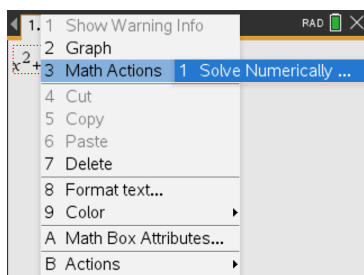 1. 1 Show Warning Info RAD
2 Graph
x²+ 3 Math Actions 1 Solve Numerically ...
4 Cut
5 Copy
6 Paste
7 Delete
8 Format text...
9 Color
A Math Box Attributes...
B Actions